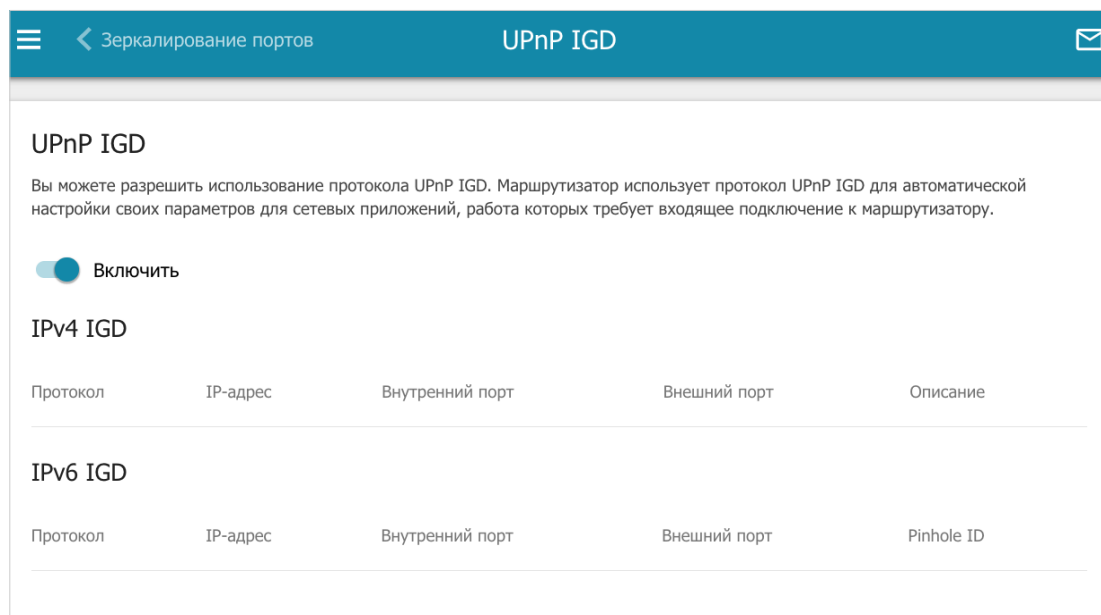 Зеркалирование портов UPnP IGD
UPnP IGD
Вы можете разрешить использование протокола UPnP IGD. Маршрутизатор использует протокол UPnP IGD для автоматической
настройки своих параметров для сетевых приложений, работа которых требует входящее подключение к маршрутизатору.
Включить
IPv4 IGD
Протокол IP-адрес Внутренний порт Внешний порт Описание
IPv6 IGD
Протокол IP-адрес Внутренний порт Внешний порт Pinhole ID